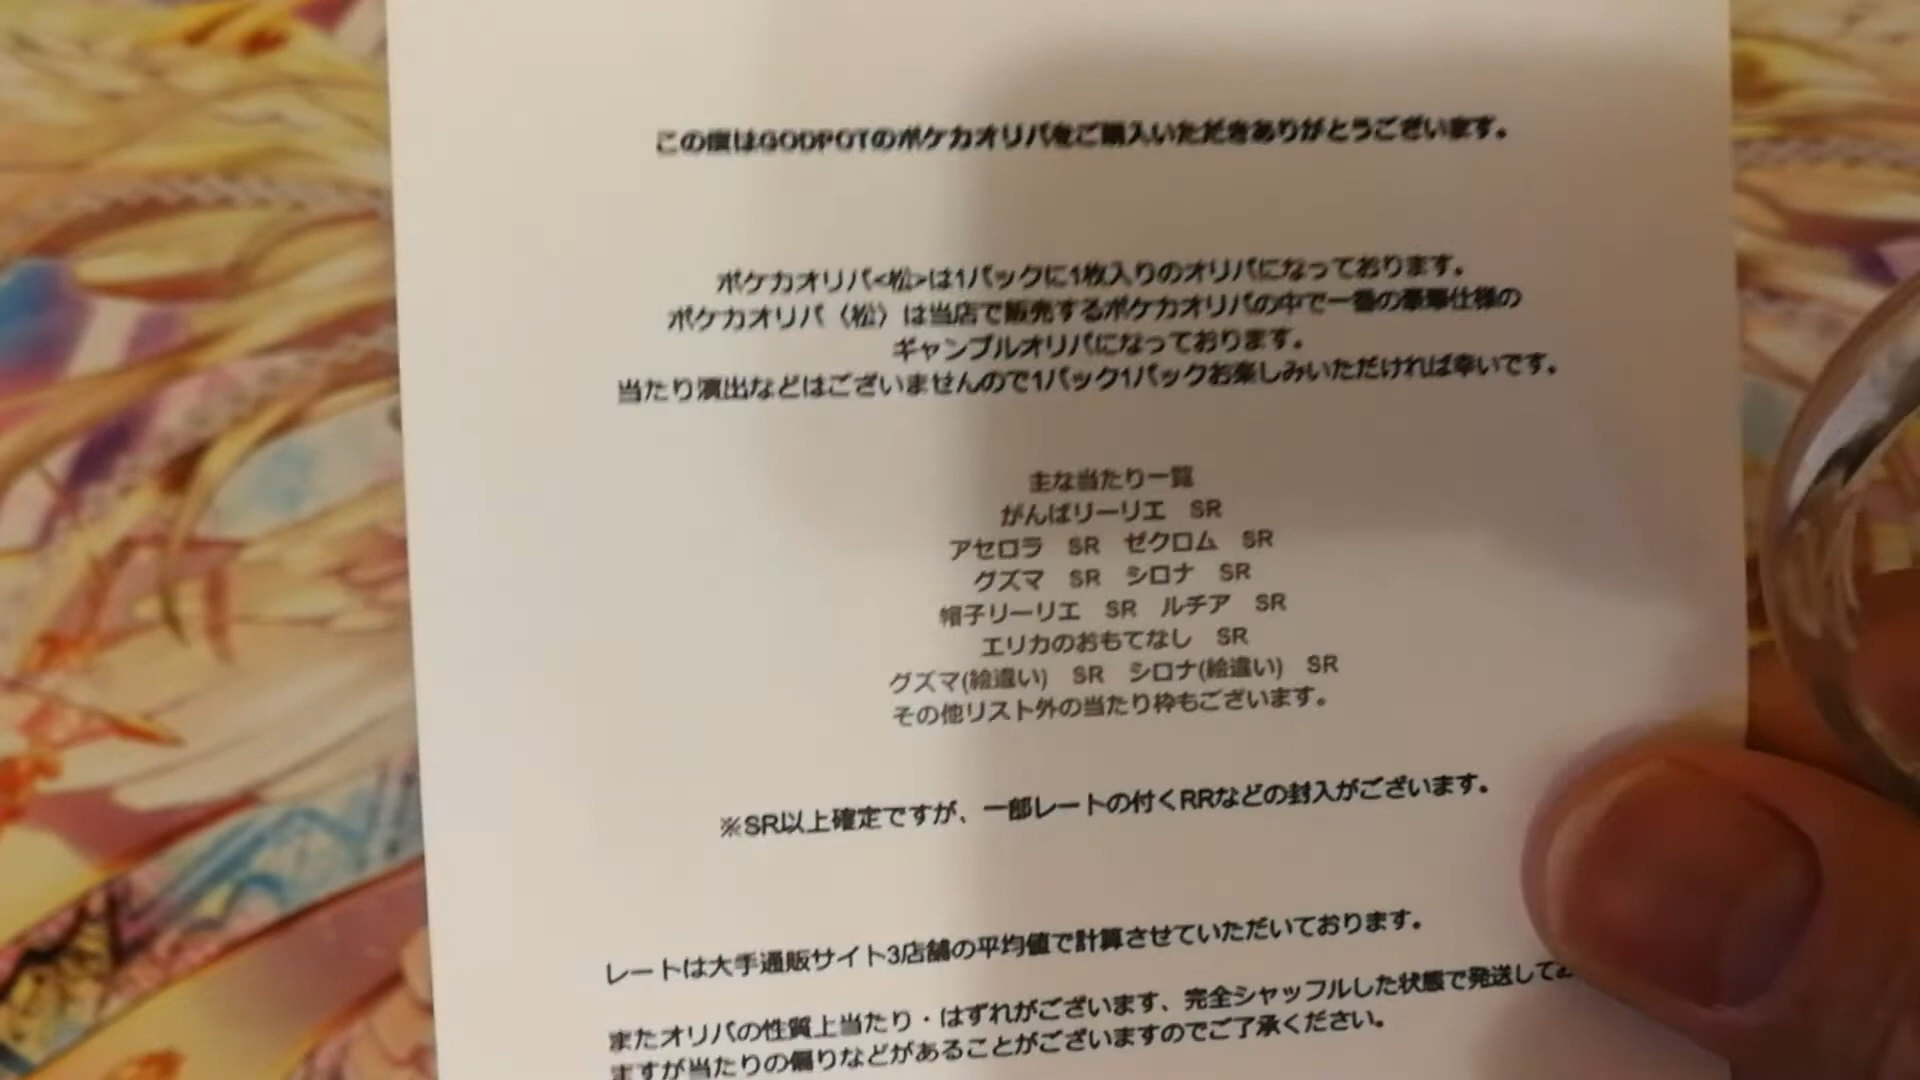 この度はGODPOTのポケカオリパをご購入いただきありがとうございます。
ポケカオリパ<松>は1パックに1枚入りのオリパになっております。
ポケカオリパ〈松〉は当店で販売するポケカオリパの中で一番の豪華仕様の
ギャンブルオリパになっております。
当たり演出などはございませんので1パック1パックお楽しみいただければ幸いです。
主な当たり一覧
がんばリーリエ SR
アセロラ SR ゼクロム SR
グズマ SR シロナ SR
帽子リーリエ SR ルチア SR
エリカのおもてなし SR
グズマ(絵違い) SR シロナ(絵違い) SR
その他リスト外の当たり枠もございます。
※SR以上確定ですが、一部レートの付くRRなどの封入がございます。
レートは大手通販サイト3店舗の平均値で計算させていただいております。
またオリパの性質上当たり・はずれがございます、完全シャッフルした状態で発送して
ますが当たりの偏りなどがあることがございますのでご了承ください。